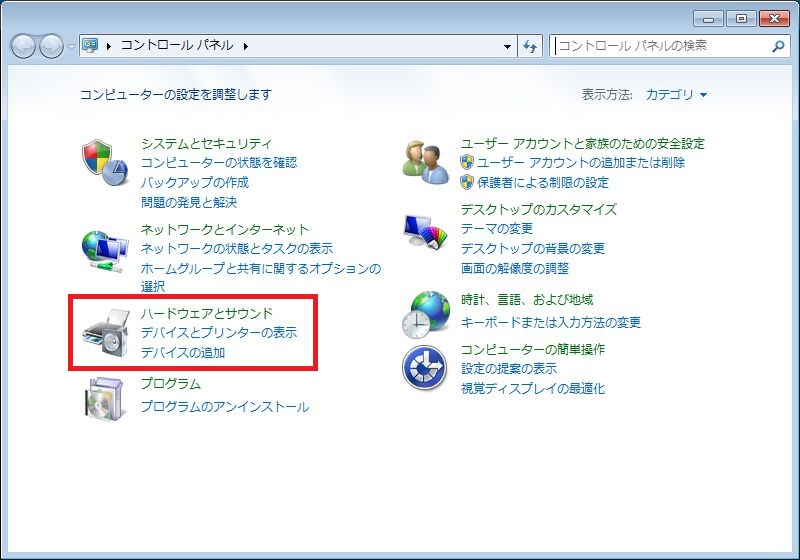 コントロール パネル
コントロール パネルの検索
コンピューターの設定を調整します
表示方法: カテゴリ
システムとセキュリティ
コンピューターの状態を確認
バックアップの作成
問題の発見と解決
ネットワークとインターネット
ネットワークの状態とタスクの表示
ホームグループと共有に関するオプションの
選択
ハードウェアとサウンド
デバイスとプリンターの表示
デバイスの追加
プログラム
プログラムのアンインストール
ユーザー アカウントと家族のための安全設定
ユーザー アカウントの追加または削除
保護者による制限の設定
デスクトップのカスタマイズ
テーマの変更
デスクトップの背景の変更
画面の解像度の調整
時計、言語、および地域
キーボードまたは入力方法の変更
コンピューターの簡単操作
設定の提案の表示
視覚ディスプレイの最適化